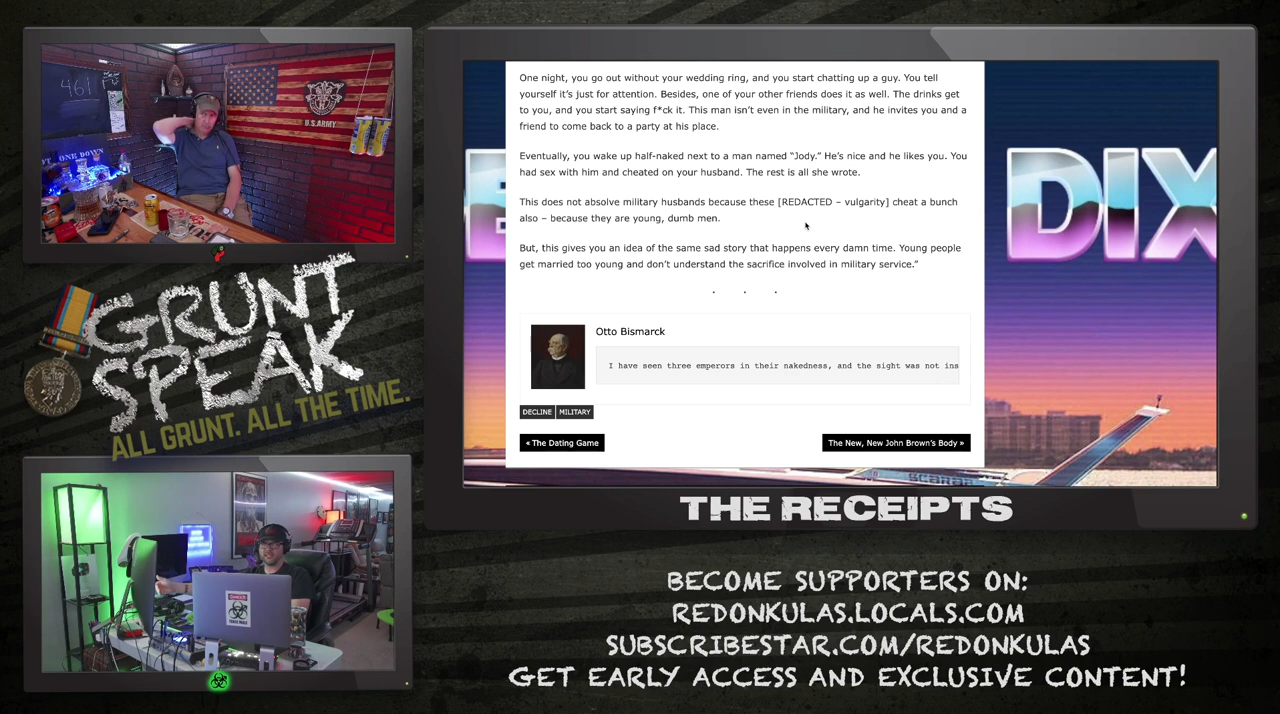 461
U.S.ARMY
ONE DOWN
GRUNT
SPEAK
ALL GRUNT. ALL THE TIME.
One night, you go out without your wedding ring, and you start chatting up a guy. You tell
yourself it's just for attention. Besides, one of your other friends does it as well. The drinks get
to you, and you start saying f*ck it. This man isn't even in the military, and he invites you and a
friend to come back to a party at his place.
Eventually, you wake up half-naked next to a man named “Jody.” He's nice and he likes you. You
had sex with him and cheated on your husband. The rest is all she wrote.
This does not absolve military husbands because these [REDACTED – vulgarity] cheat a bunch
also – because they are young, dumb men.
But, this gives you an idea of the same sad story that happens every damn time. Young people
get married too young and don't understand the sacrifice involved in military service.”
. . .
Otto Bismarck
I have seen three emperors in their nakedness, and the sight was not ins
DECLINE MILITARY
« The Dating Game
The New, New John Brown's Body »
DIX
SCARAB
THE RECEIPTS
BECOME SUPPORTERS ON:
REDONKULAS.LOCALS.COM
SUBSCRIBESTAR.COM/REDONKULAS
GET EARLY ACCESS AND EXCLUSIVE CONTENT!